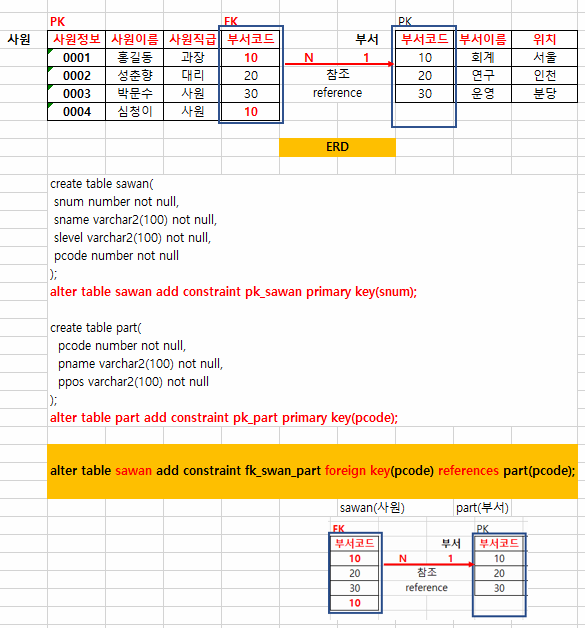 PK FK PK
사원 사원정보 사원이름 사원직급 부서코드 부서 부서코드 부서이름 위치
0001 홍길동 과장 10 N 1 10 회계 서울
0002 성춘향 대리 20 참조 20 연구 인천
0003 박문수 사원 30 reference 30 운영 분당
0004 심청이 사원 10
ERD
create table sawan(
snum number not null,
sname varchar2(100) not null,
slevel varchar2(100) not null,
pcode number not null
);
alter table sawan add constraint pk_sawan primary key(snum);
create table part(
pcode number not null,
pname varchar2(100) not null,
ppos varchar2(100) not null
);
alter table part add constraint pk_part primary key(pcode);
alter table sawan add constraint fk_swan_part foreign key(pcode) references part(pcode);
sawan(사원) part(부서)
FK PK
부서코드 부서 부서코드
10 N 1 10
20 참조 20
30 reference 30
10